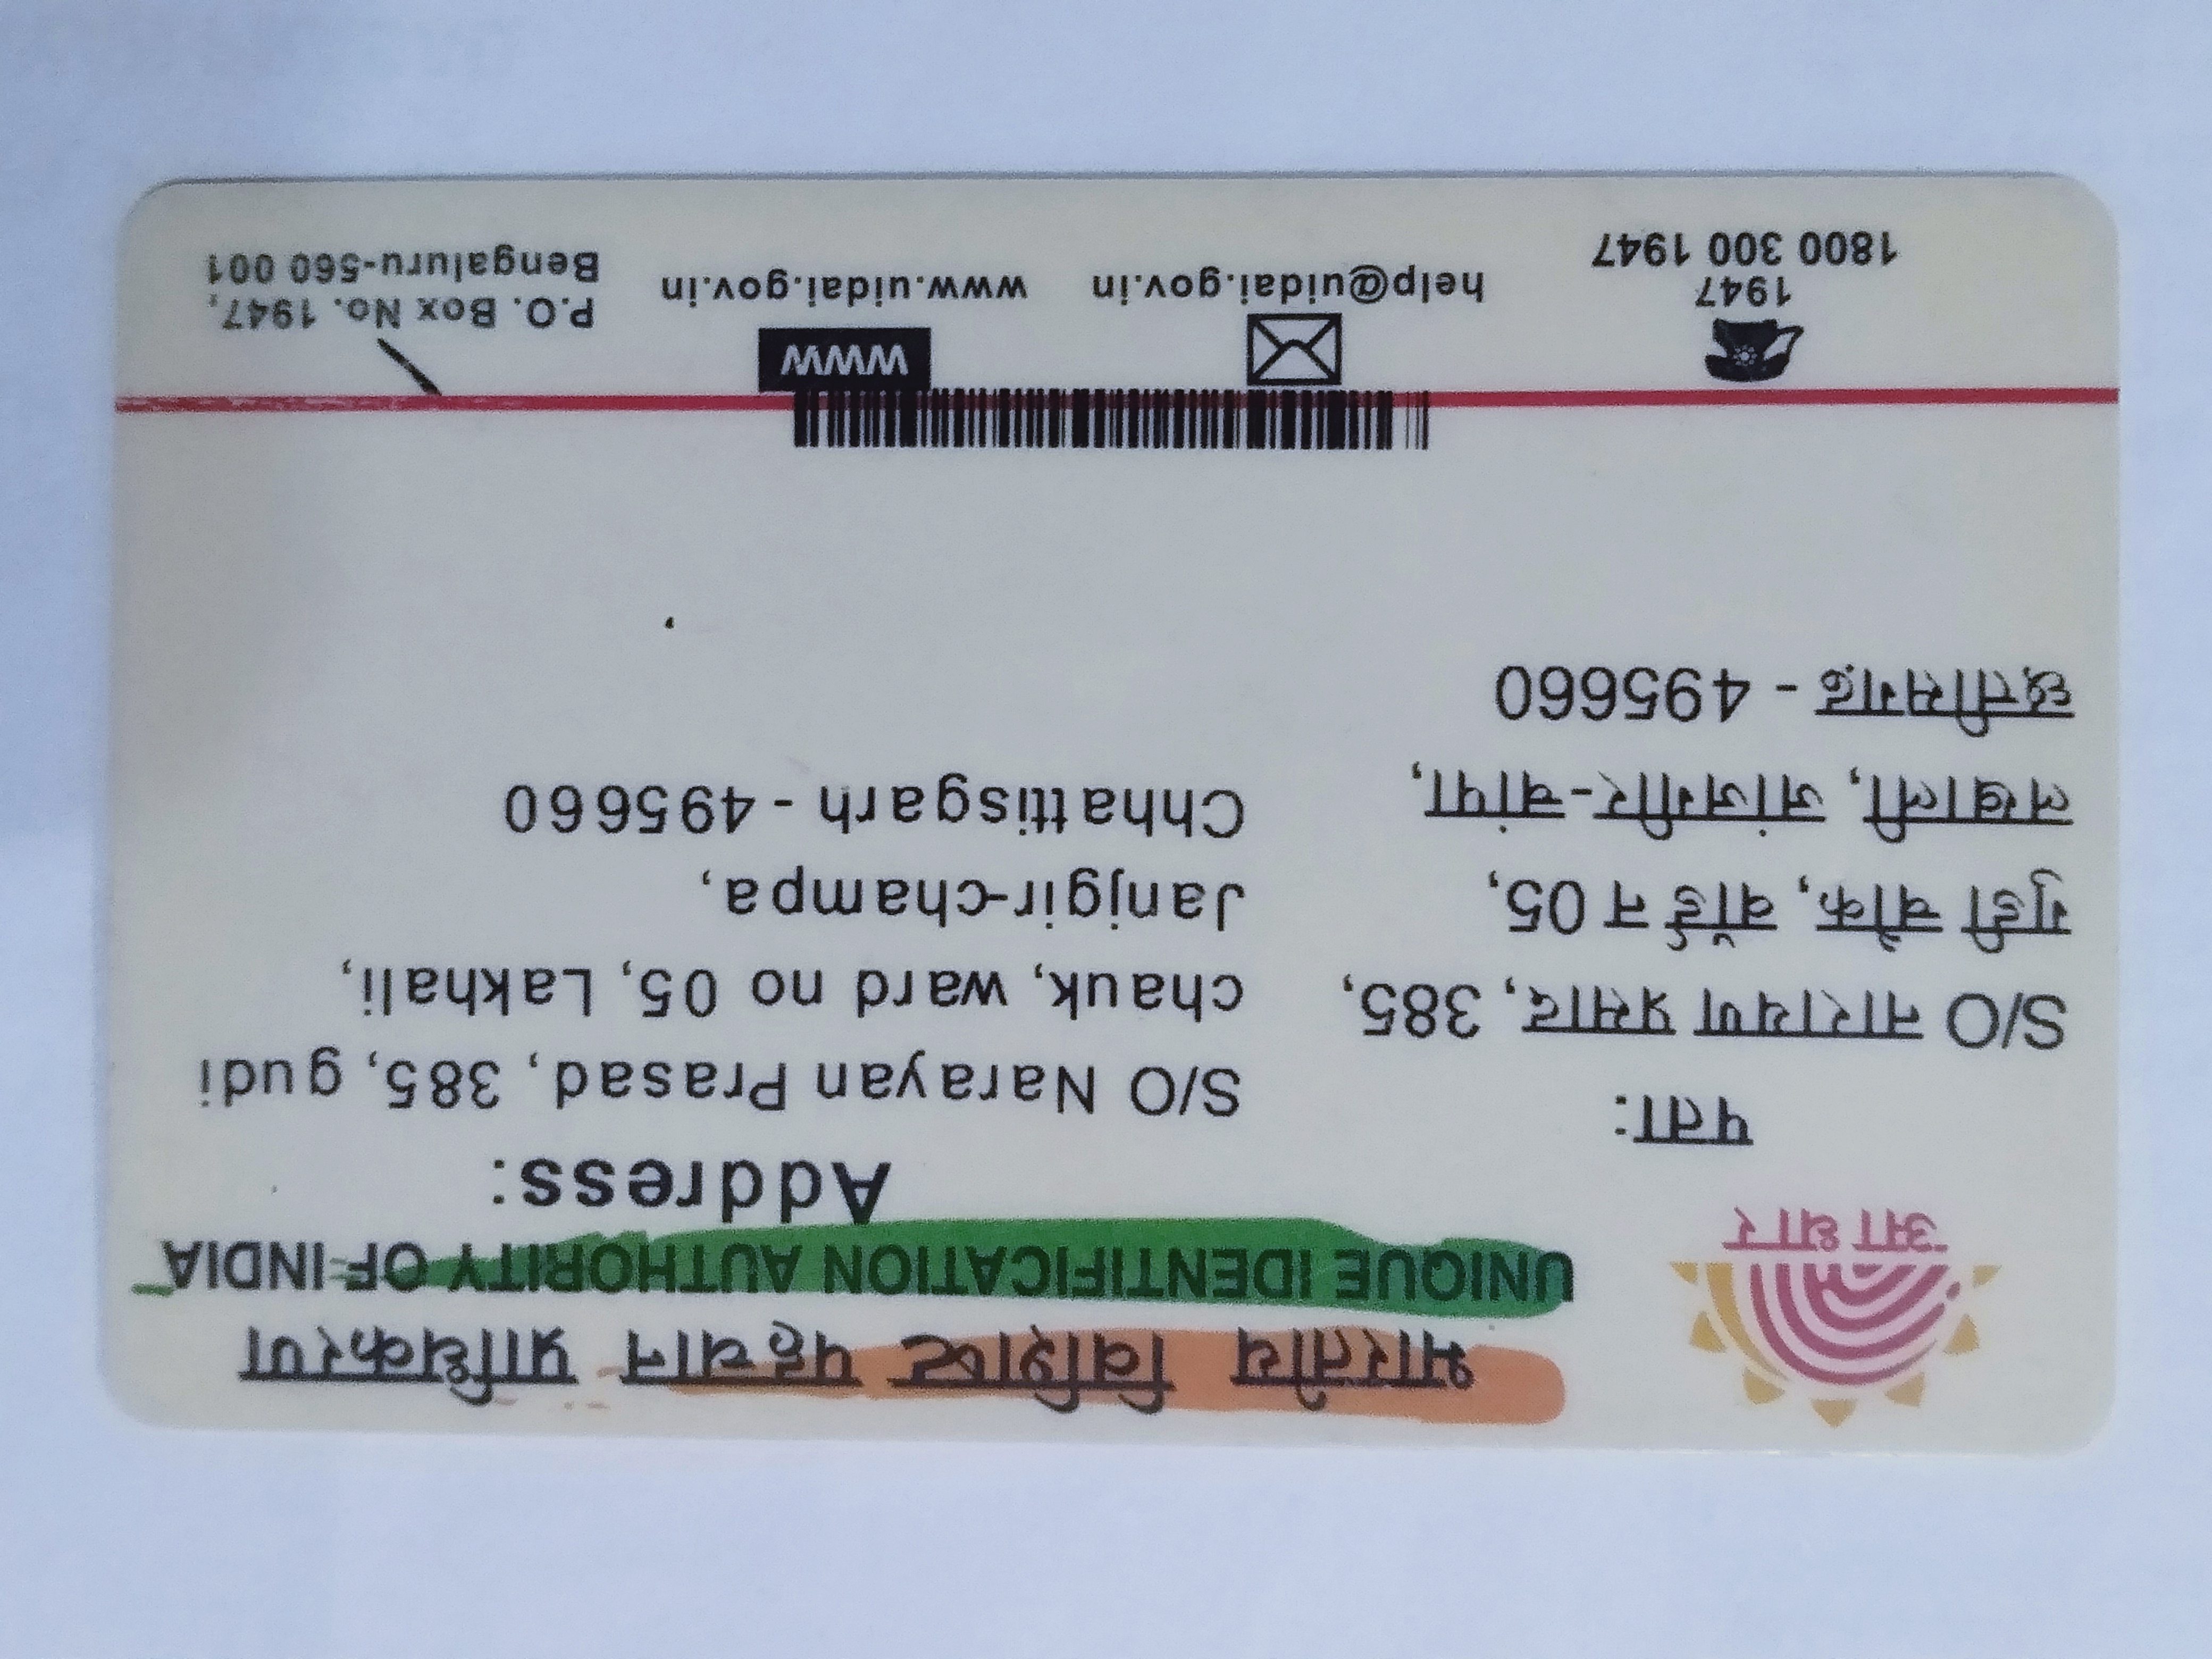 भारतीय विशिष्ट पहचान प्राधिकरण
UNIQUE IDENTIFICATION AUTHORITY OF INDIA
आधार
पता:
S/O नारायण प्रसाद, 385,
गुडी चौक, वॉर्ड न 05,
लखाली, जांजगीर-चांपा,
छत्तीसगढ़ - 495660
Address:
S/O Narayan Prasad, 385, gudi
chauk, ward no 05, Lakhali,
Janjgir-champa,
Chhattisgarh - 495660
1947
1800 300 1947
help@uidai.gov.in
WWW
www.uidai.gov.in
P.O. Box No. 1947,
Bengaluru-560 001